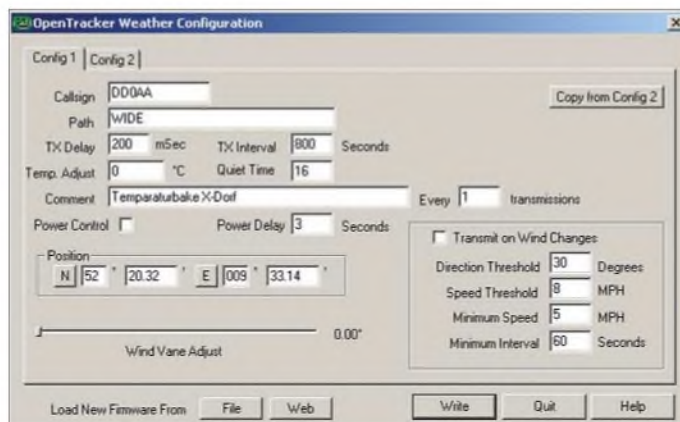 OpenTracker Weather Configuration
Config 1 Config 2
Callsign DD0AA Copy from Config 2
Path WIDE
TX Delay 200 mSec TX Interval 800 Seconds
Temp. Adjust 0 °C Quiet Time 16
Comment Temparaturbake X-Dorf Every 1 transmissions
Power Control Power Delay 3 Seconds
Transmit on Wind Changes
Position
N 52 ° 20.32 ' E 009 ° 33.14 '
Direction Threshold 30 Degrees
Speed Threshold 8 MPH
Minimum Speed 5 MPH
Minimum Interval 60 Seconds
0.00°
Wind Vane Adjust
Load New Firmware From File Web Write Quit Help